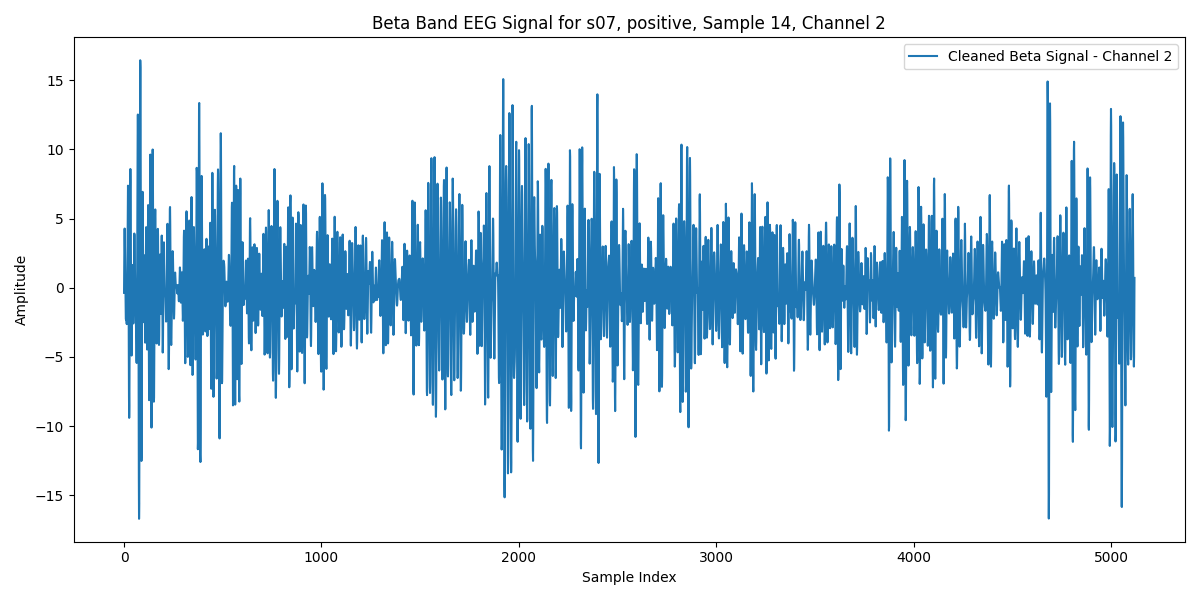 Beta Band EEG Signal for s07, positive, Sample 14, Channel 2
Cleaned Beta Signal - Channel 2
Amplitude
15
10
5
0
−5
−10
−15
0 1000 2000 3000 4000 5000
Sample Index